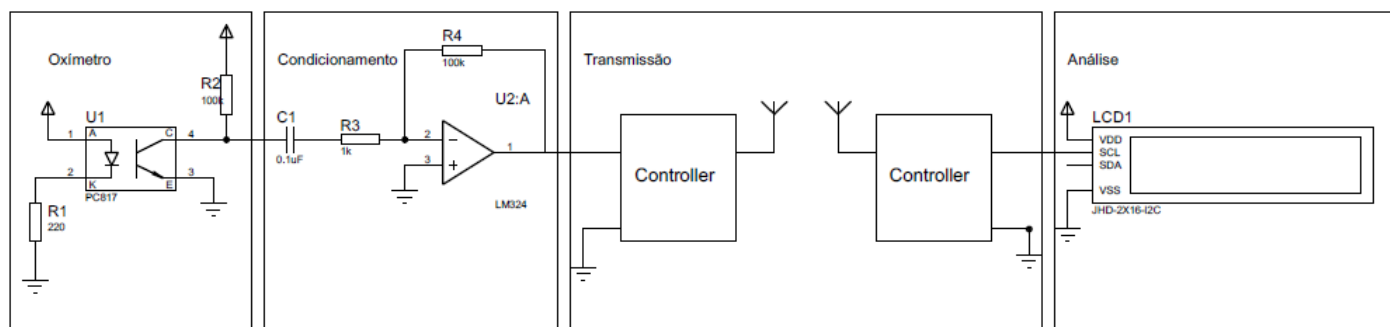 Oxímetro
R2
100k
U1
1
A
C
4
2
K
E
3
PC817
R1
220
Condicionamento
R4
100k
U2:A
C1
0.1uF
R3
1k
2
3
1
LM324
Transmissão
Controller
Controller
Análise
LCD1
VDD
SCL
SDA
VSS
JHD-2X16-I2C